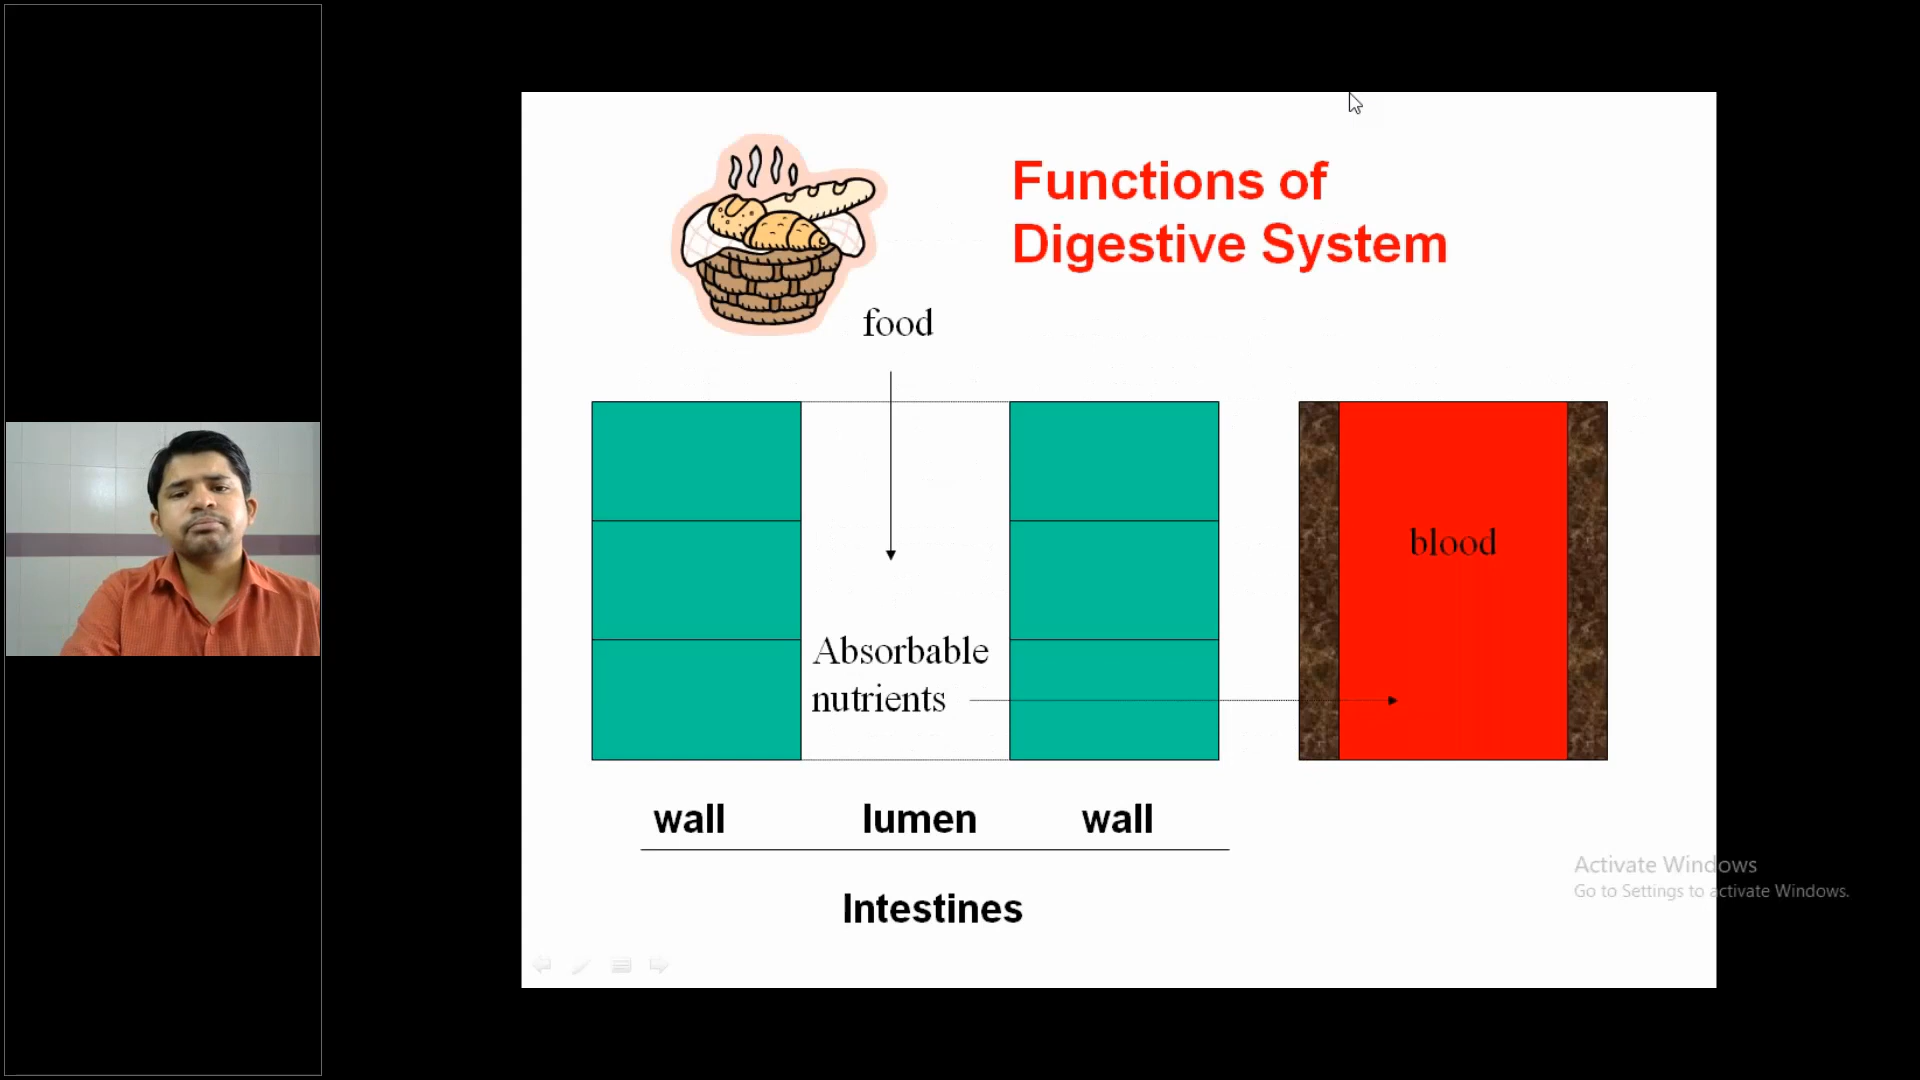 Functions of
Digestive System
food
blood
Absorbable
nutrients
wall lumen wall
Intestines
Activate Windows
Go to Settings to activate Windows.